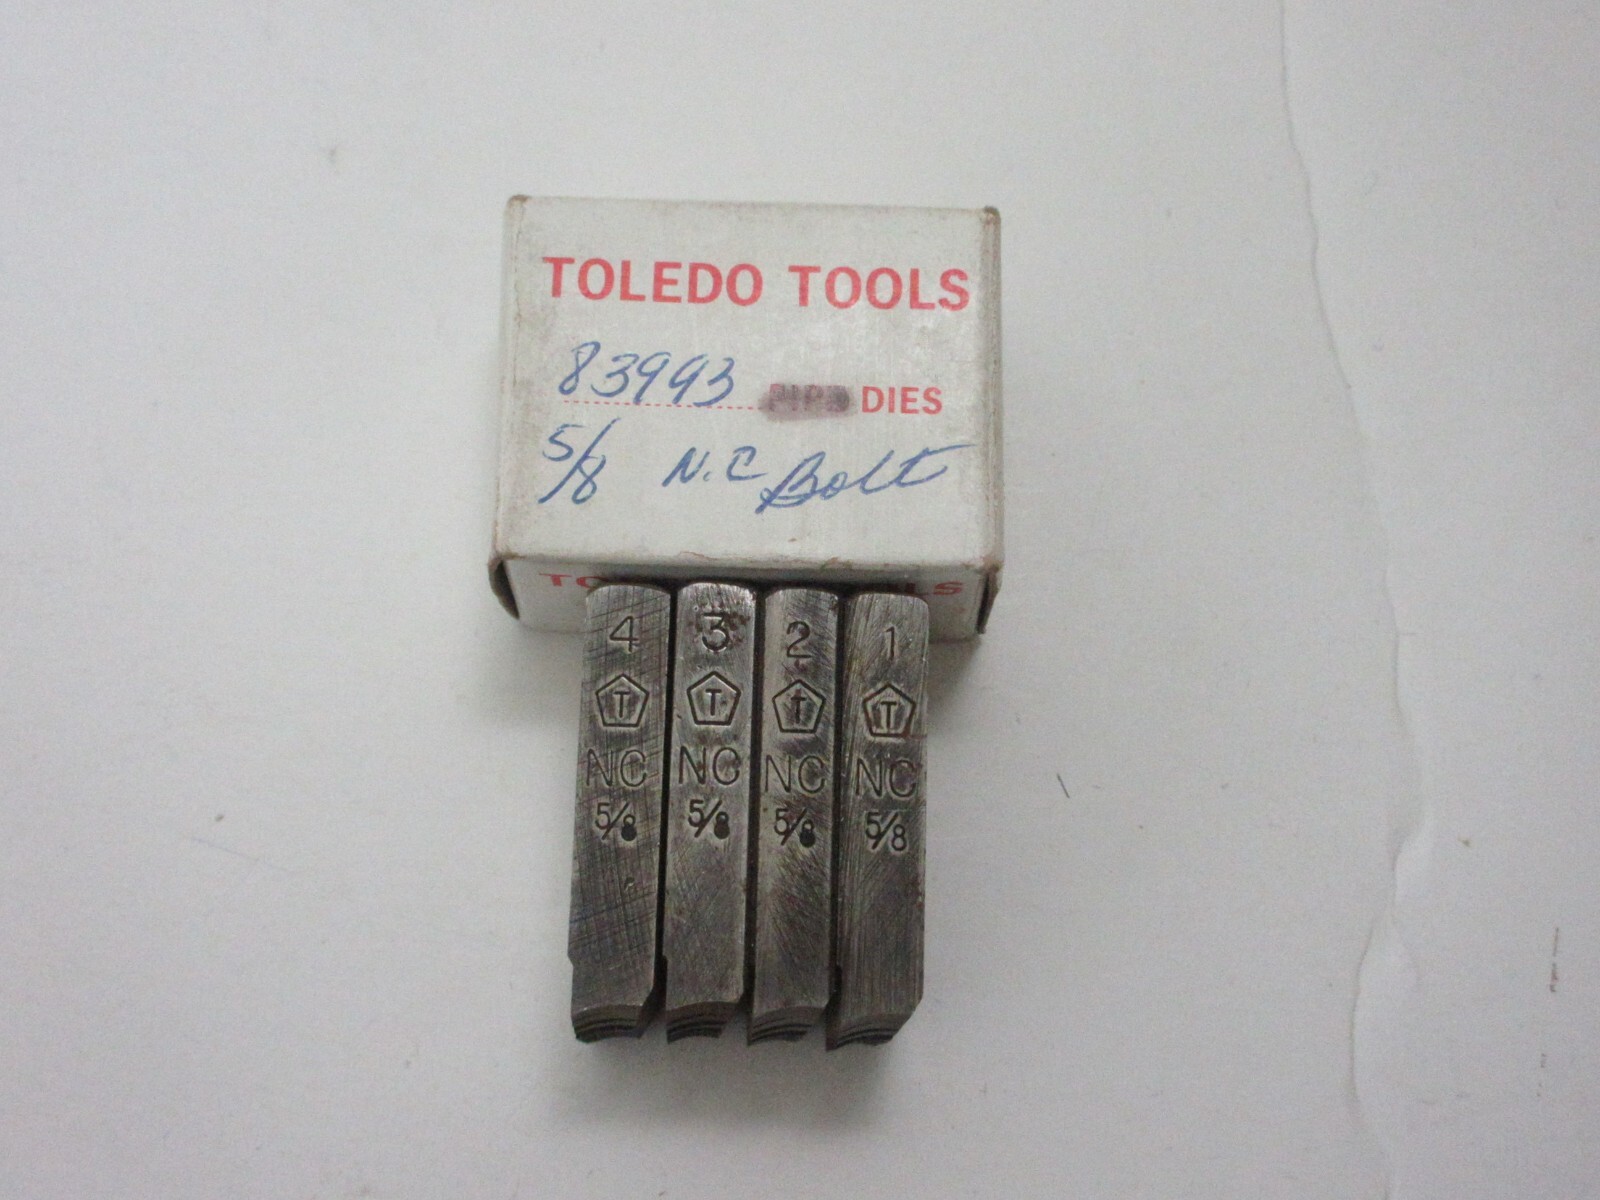 TOLEDO TOOLS
83993 PIPE DIES
5/8 N.C Bolt
4 3 2 1
T T T T
NC NC NC NC
5/8 5/8 5/8 5/8